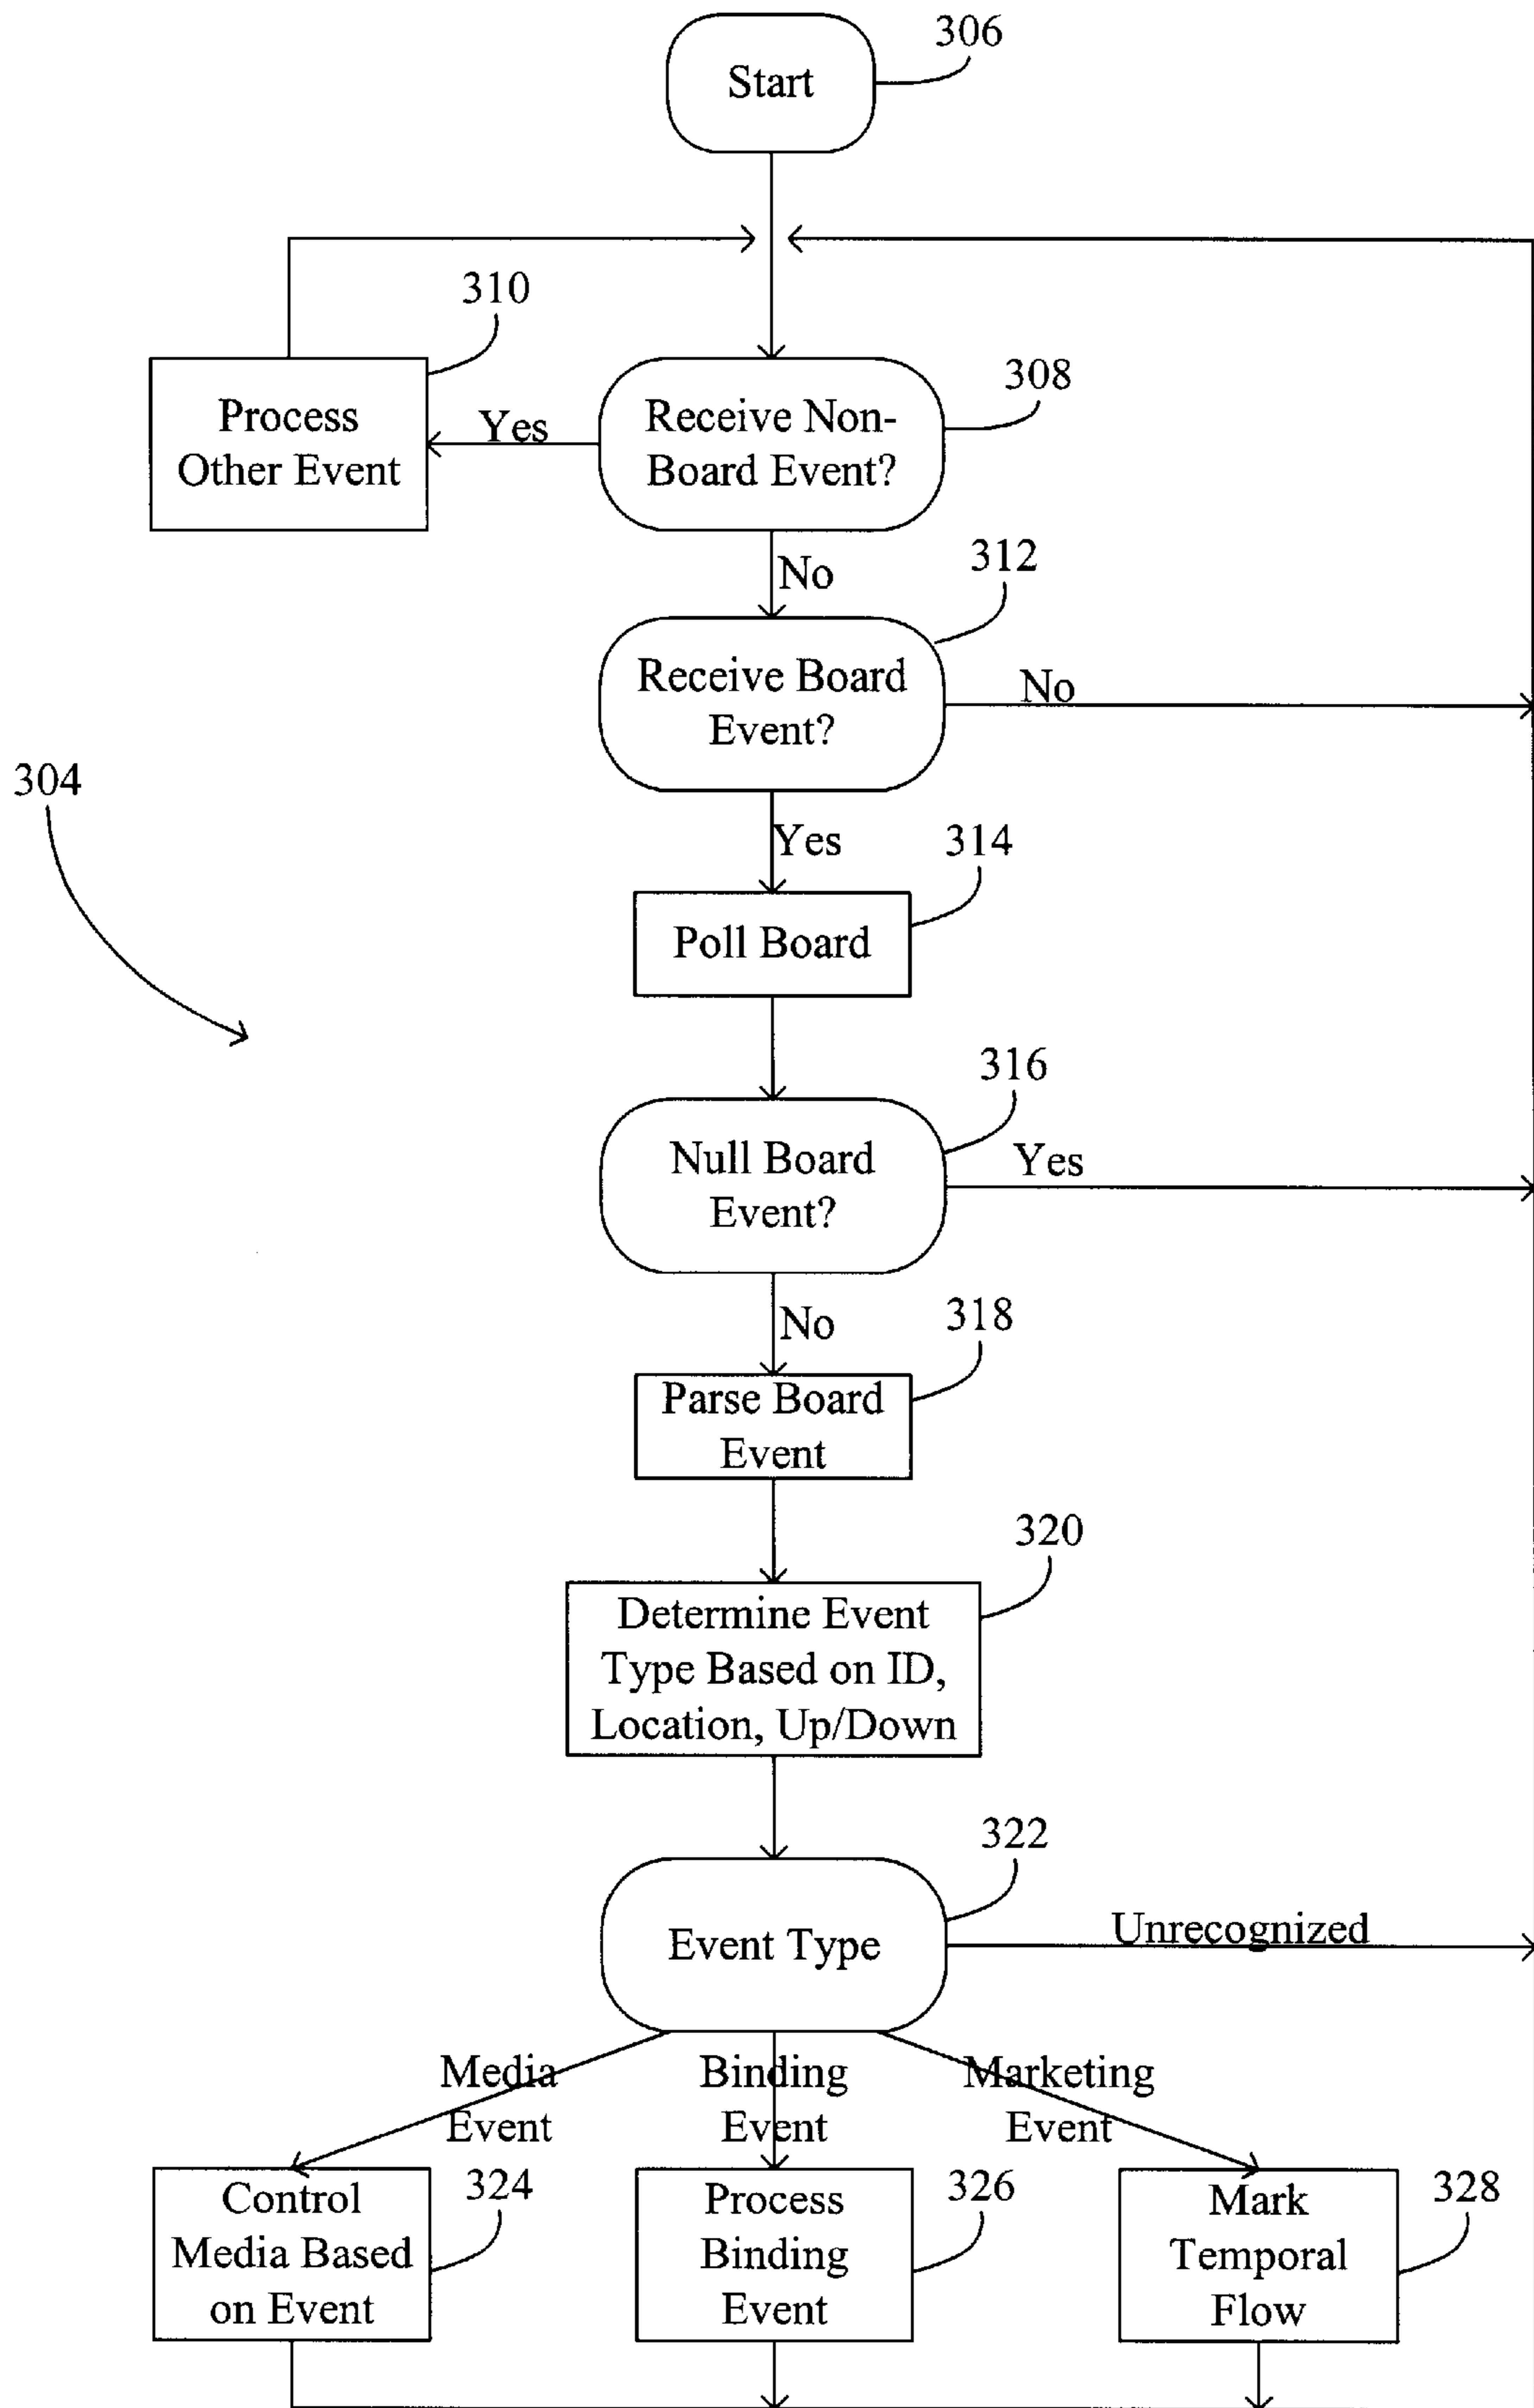 306
Start
310
308
Process
Other Event
Yes
Receive Non-
Board Event?
No
312
Receive Board
Event?
No
304
Yes
314
Poll Board
316
Null Board
Event?
Yes
No
318
Parse Board
Event
320
Determine Event
Type Based on ID,
Location, Up/Down
322
Event Type
Unrecognized
Media
Event
Binding
Event
Marketing
Event
Control
Media Based
on Event
324
Process
Binding
Event
326
Mark
Temporal
Flow
328